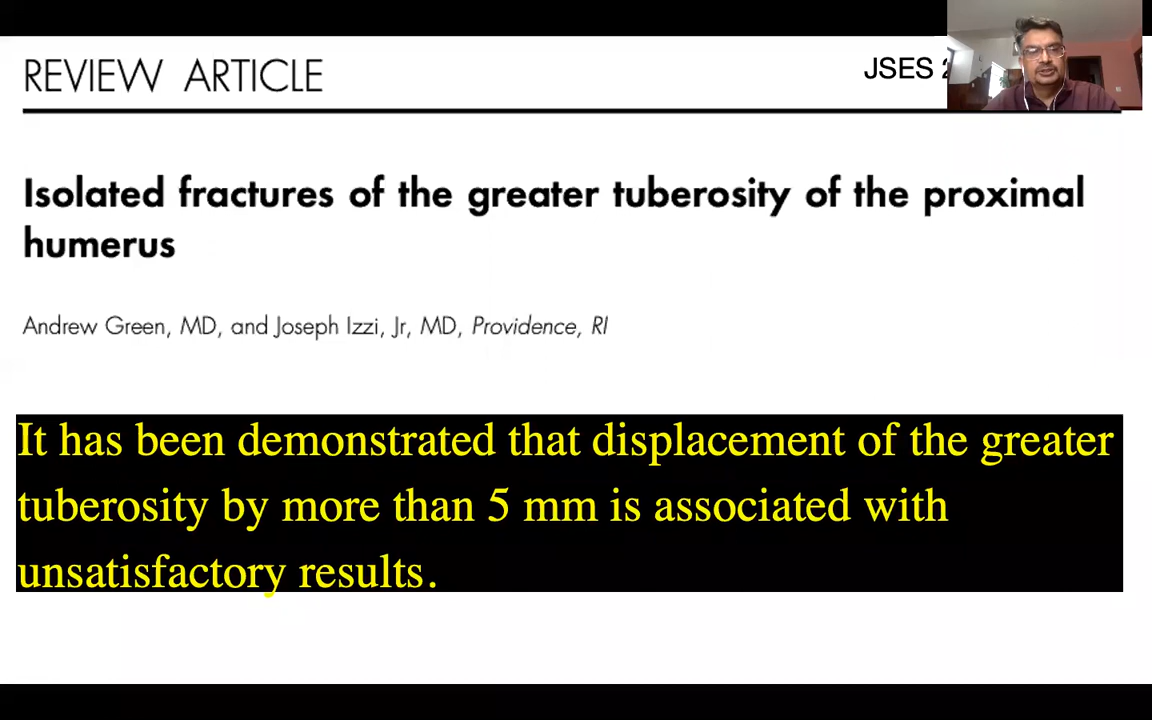 REVIEW ARTICLE
JSES
Isolated fractures of the greater tuberosity of the proximal
humerus
Andrew Green, MD, and Joseph Izzi, Jr, MD, Providence, RI
It has been demonstrated that displacement of the greater
tuberosity by more than 5 mm is associated with
unsatisfactory results.